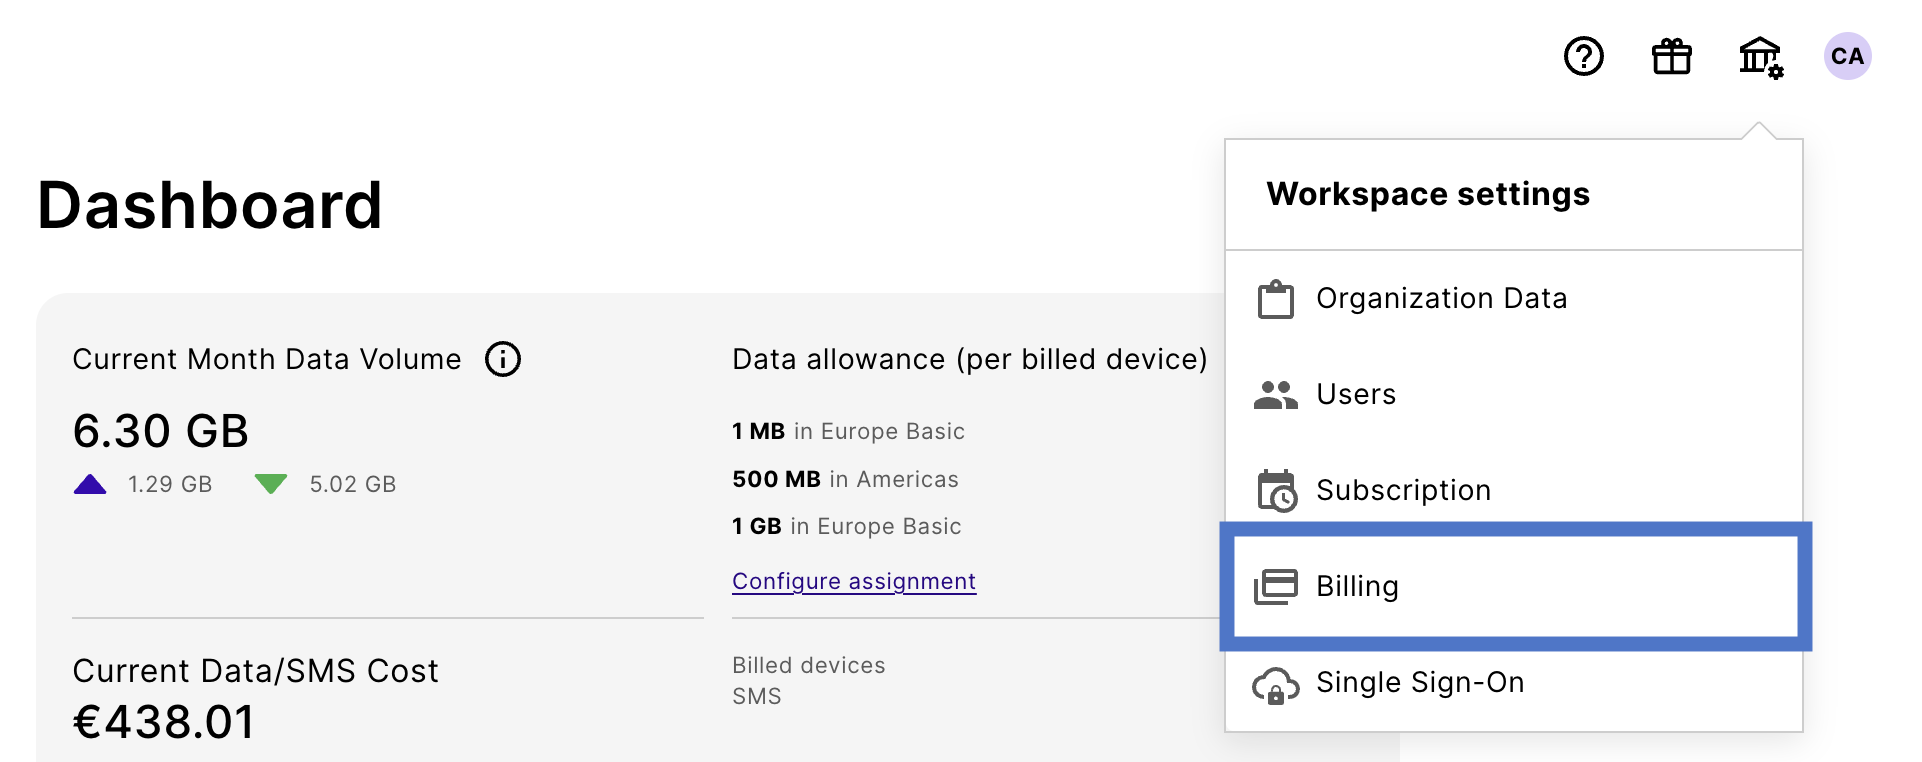 CA
Dashboard
Current Month Data Volume
6.30 GB
1.29 GB 5.02 GB
Current Data/SMS Cost
€438.01
Data allowance (per billed device)
1 MB in Europe Basic
500 MB in Americas
1 GB in Europe Basic
Configure assignment
Billed devices
SMS
Workspace settings
Organization Data
Users
Subscription
Billing
Single Sign-On